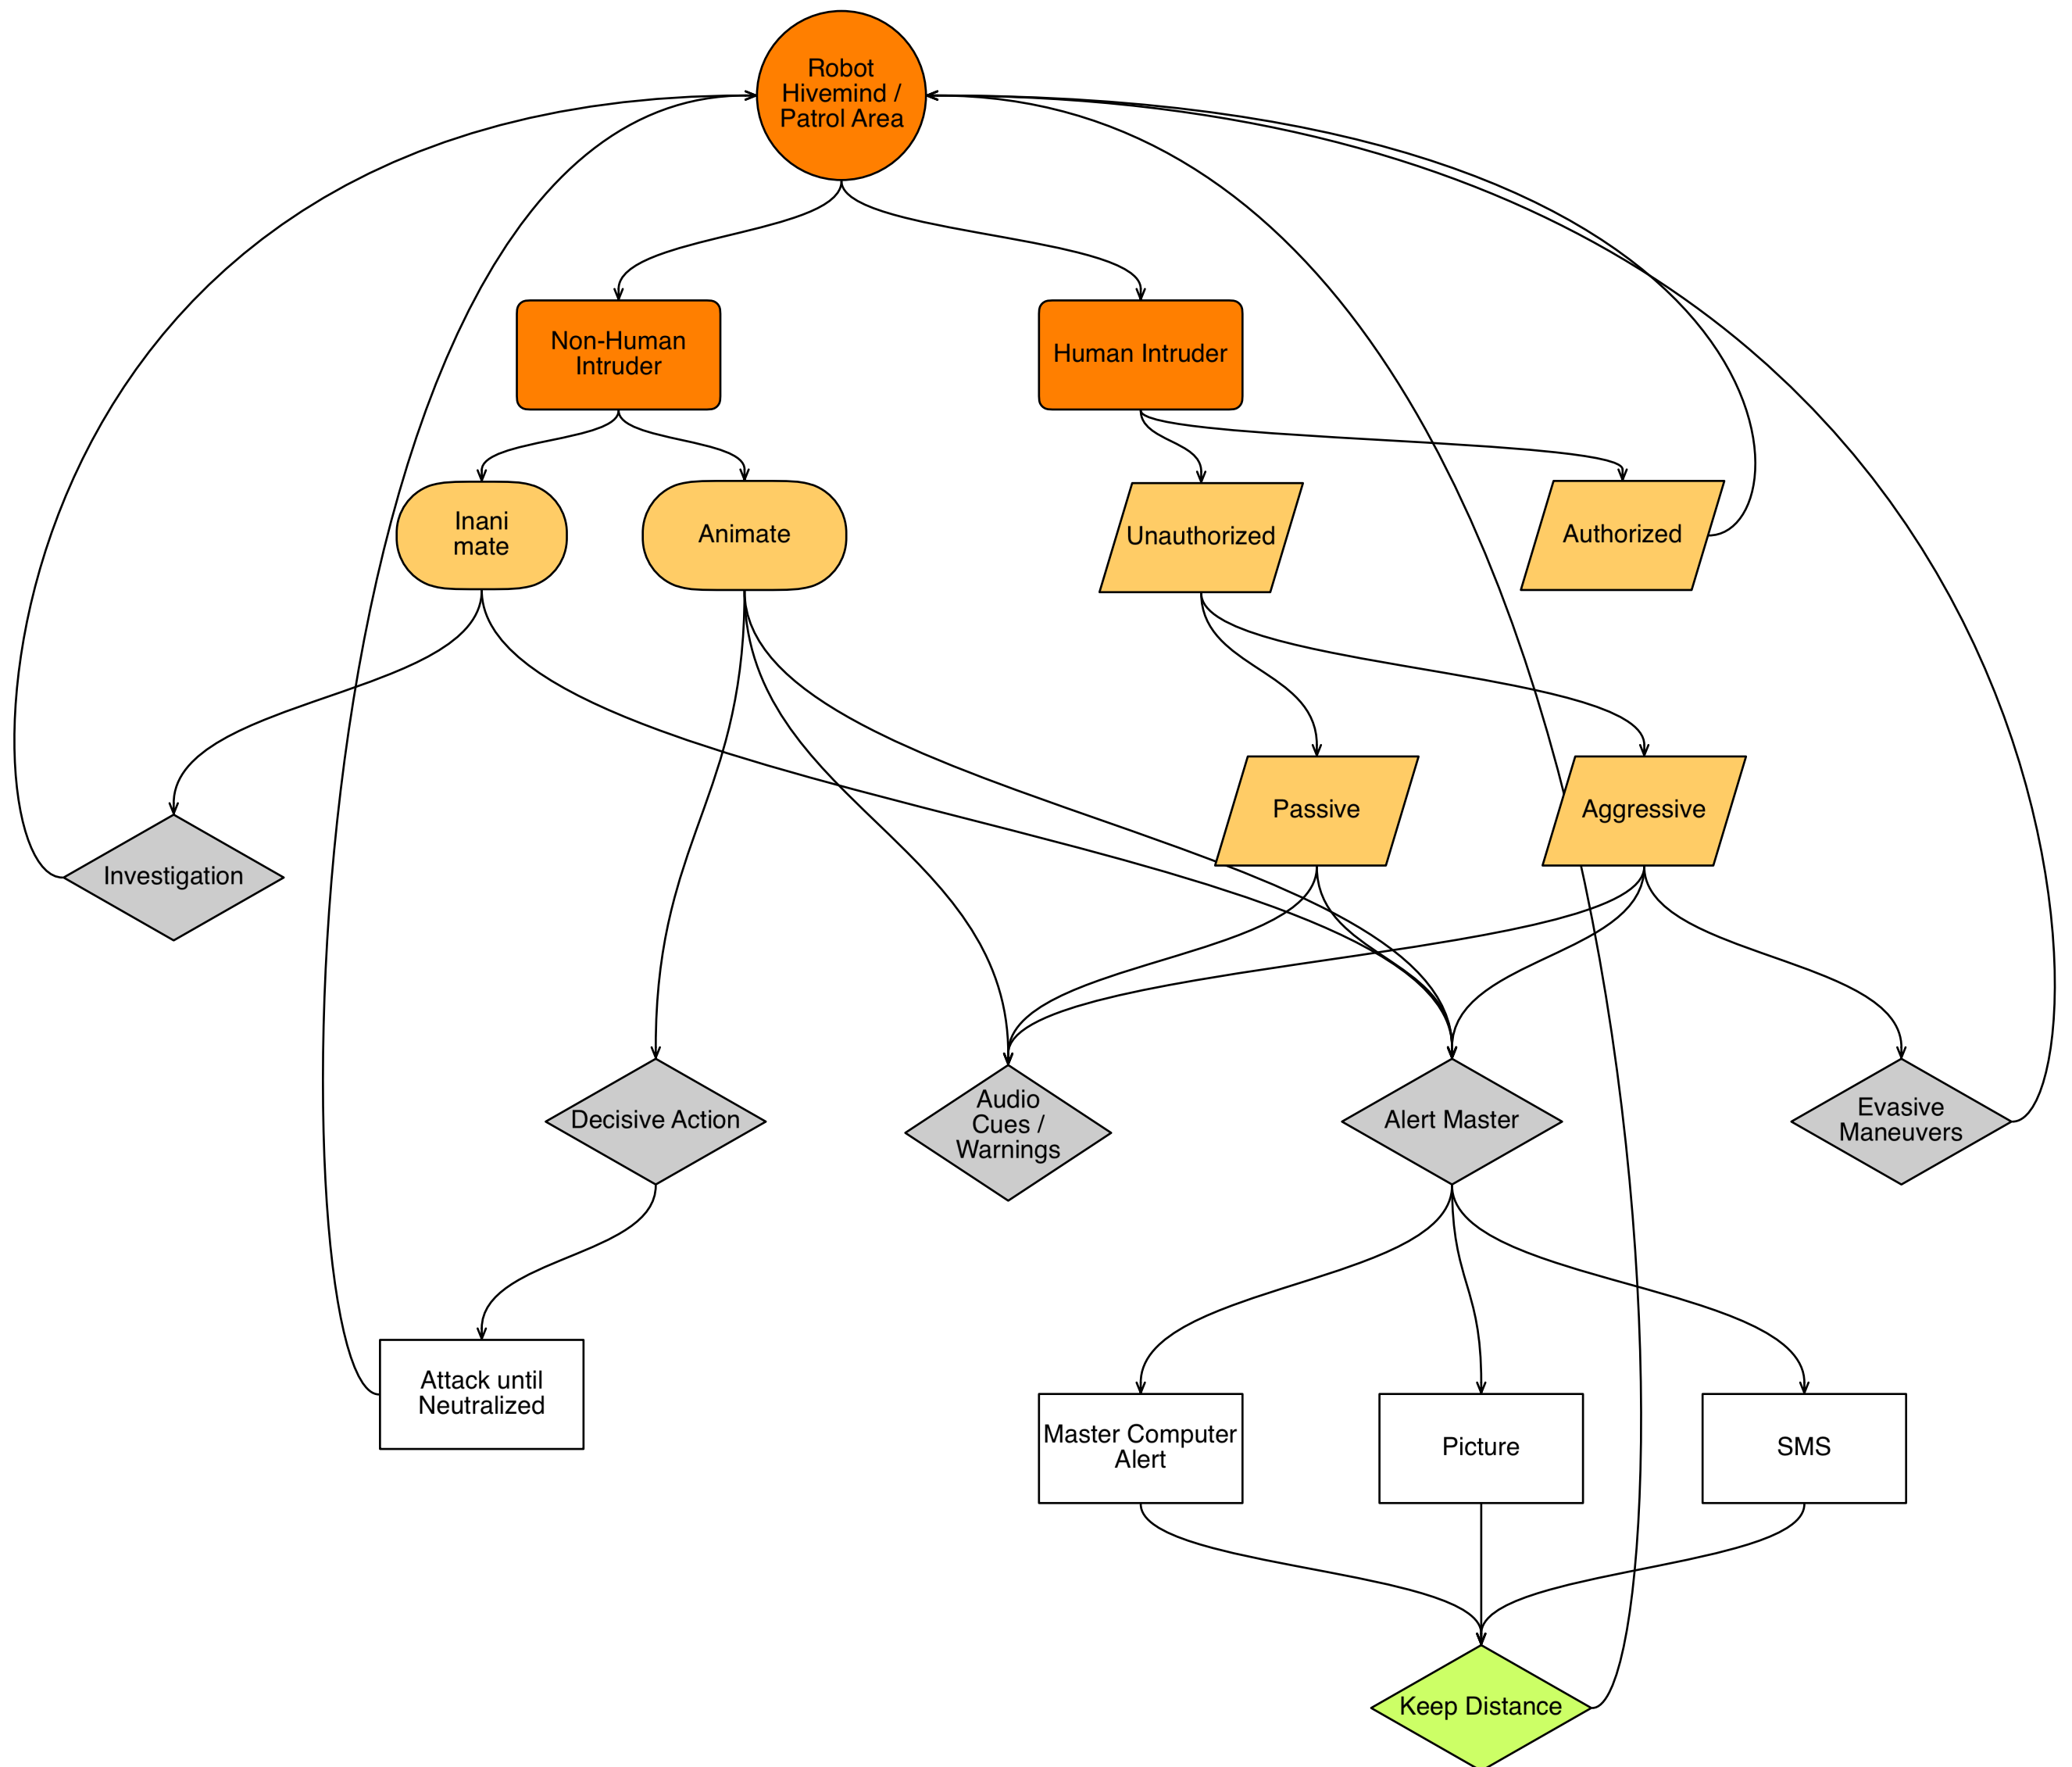 Robot
Hivemind /
Patrol Area
Non-Human
Intruder
Human Intruder
Inani
mate
Animate
Unauthorized
Authorized
Passive
Aggressive
Investigation
Decisive Action
Audio
Cues /
Warnings
Alert Master
Evasive
Maneuvers
Attack until
Neutralized
Master Computer
Alert
Picture
SMS
Keep Distance